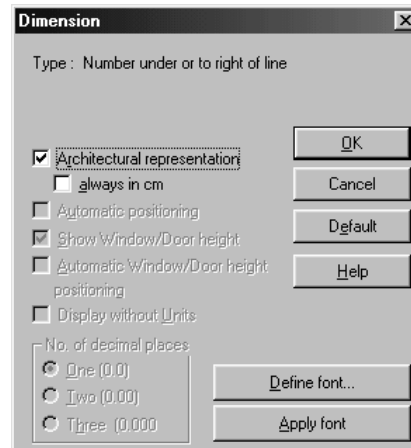 Dimension
Type : Number under or to right of line
Architectural representation
always in cm
Automatic positioning
Show Window/Door height
Automatic Window/Door height
positioning
Display without Units
No. of decimal places
One (0.0)
Two (0.00)
Three (0.000
OK
Cancel
Default
Help
Define font...
Apply font